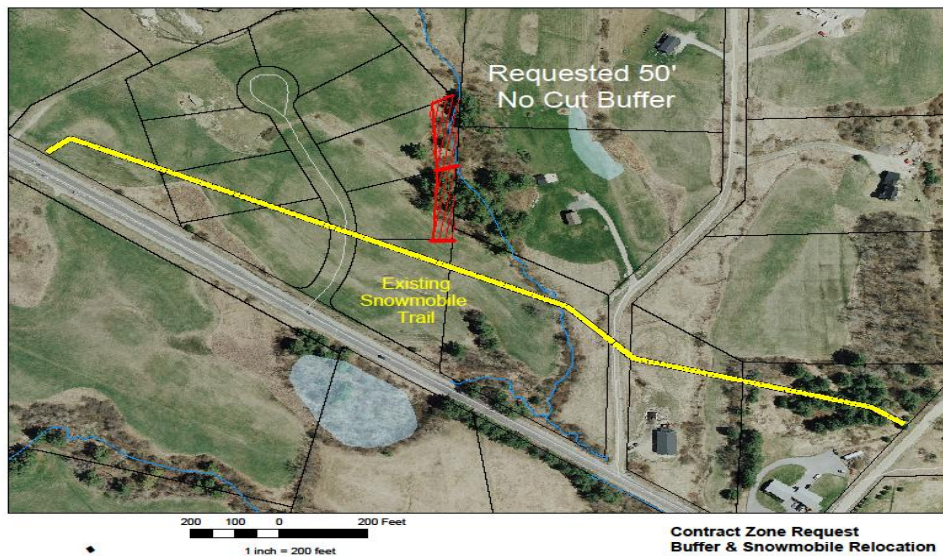 Requested 50'
No Cut Buffer
Existing
Snowmobile
Trail
200 100 0 200 Feet
1 inch = 200 feet
Contract Zone Request
Buffer & Snowmobile Relocation